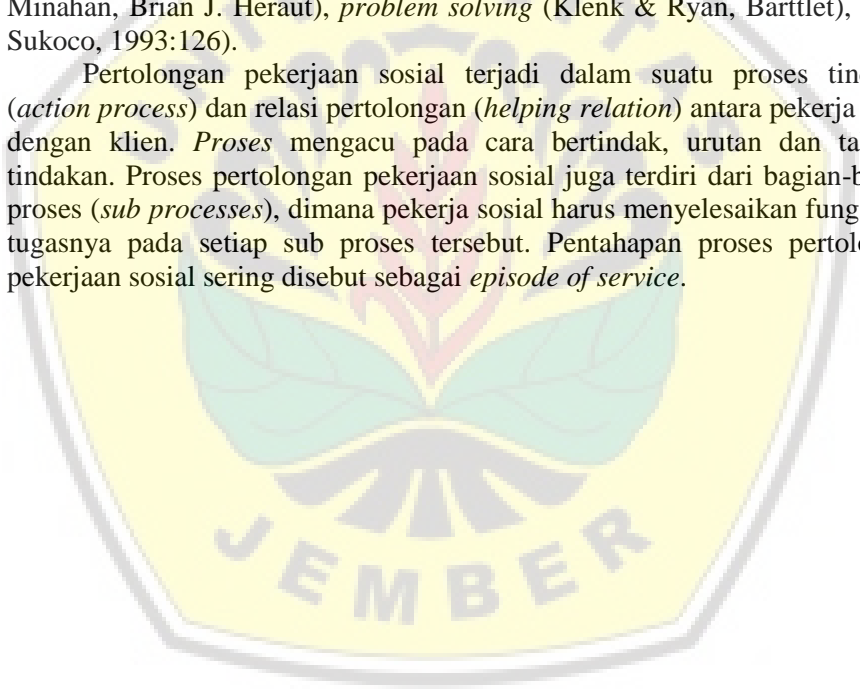 Minahan, Brian J. Heraut), problem solving (Klenk & Ryan, Barttlet),
Sukoco, 1993:126).
Pertolongan pekerjaan sosial terjadi dalam suatu proses tind
(action process) dan relasi pertolongan (helping relation) antara pekerja
dengan klien. Proses mengacu pada cara bertindak, urutan dan ta
tindakan. Proses pertolongan pekerjaan sosial juga terdiri dari bagian-b
proses (sub processes), dimana pekerja sosial harus menyelesaikan fung
tugasnya pada setiap sub proses tersebut. Pentahapan proses pertolo
pekerjaan sosial sering disebut sebagai episode of service.
JEMBER